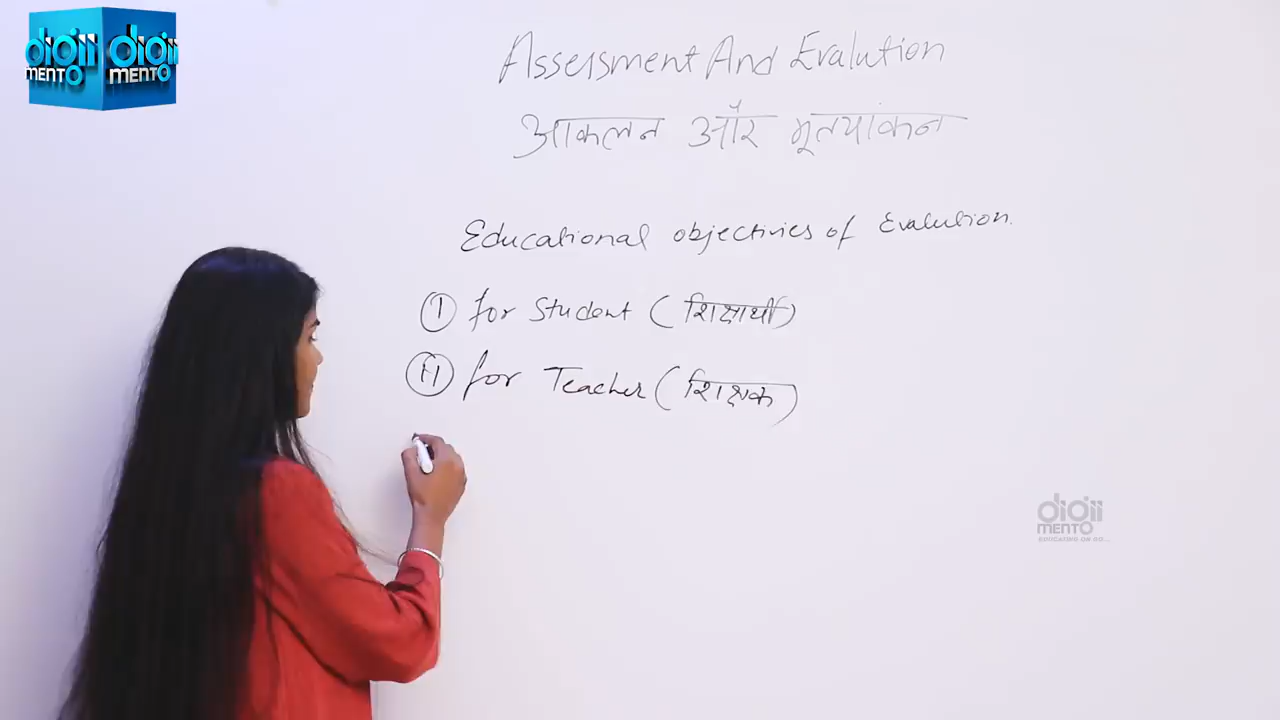 digii
MENTO
digii
MENTO
Assessment And Evalution
आकलन और मूल्यांकन
Educational objectivies of Evalution.
I for Student (शिक्षार्थी)
II for Teacher (शिक्षक)
digii
MENTO